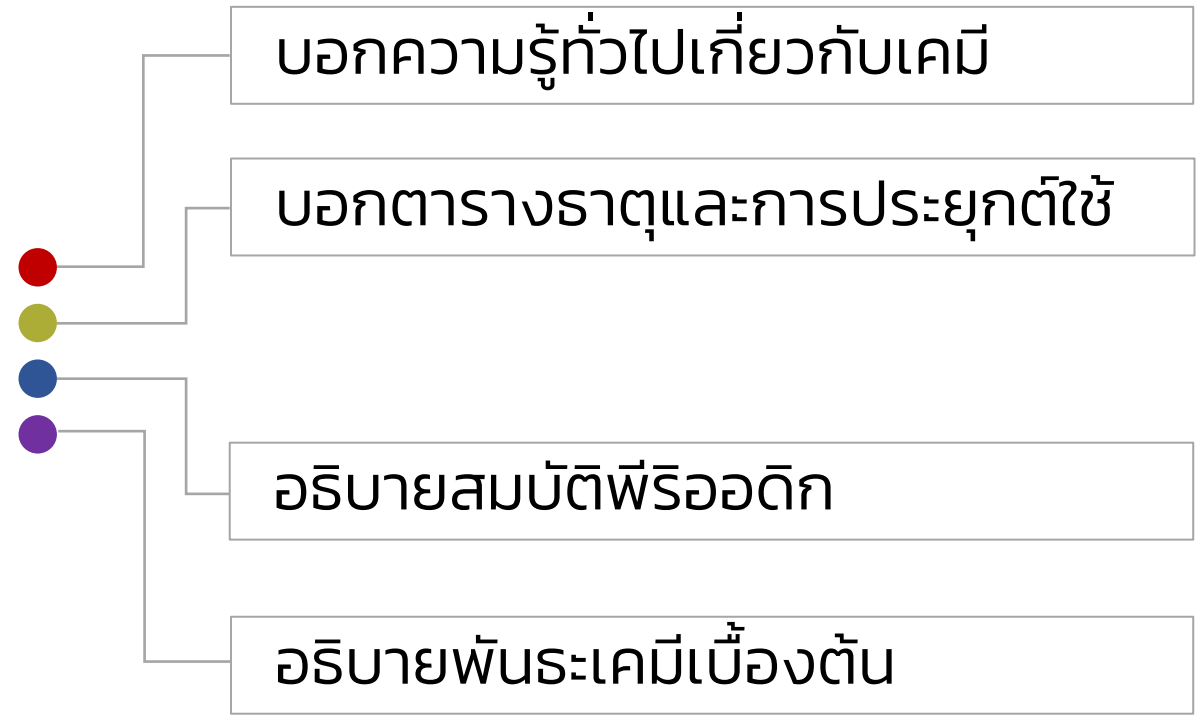 บอกความรู้ทั่วไปเกี่ยวกับเคมี
บอกตารางธาตุและการประยุกต์ใช้
อธิบายสมบัติพีริออดิก
อธิบายพันธะเคมีเบื้องต้น